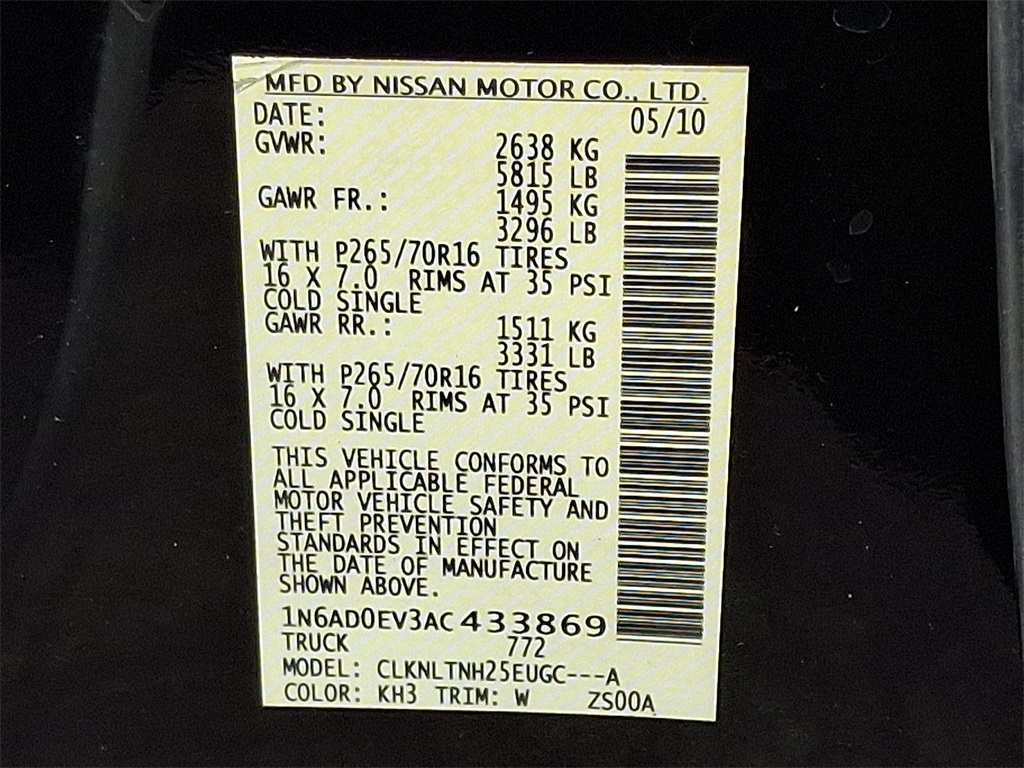 MFD BY NISSAN MOTOR CO., LTD.
DATE: 05/10
GVWR: 2638 KG
5815 LB
GAWR FR.: 1495 KG
3296 LB
WITH P265/70R16 TIRES
16 X 7.0 RIMS AT 35 PSI
COLD SINGLE
GAWR RR.: 1511 KG
3331 LB
WITH P265/70R16 TIRES
16 X 7.0 RIMS AT 35 PSI
COLD SINGLE
THIS VEHICLE CONFORMS TO
ALL APPLICABLE FEDERAL
MOTOR VEHICLE SAFETY AND
THEFT PREVENTION
STANDARDS IN EFFECT ON
THE DATE OF MANUFACTURE
SHOWN ABOVE.
1N6AD0EV3AC433869
TRUCK 772
MODEL: CLKNLTNH25EUGC---A
COLOR: KH3 TRIM: W ZS00A